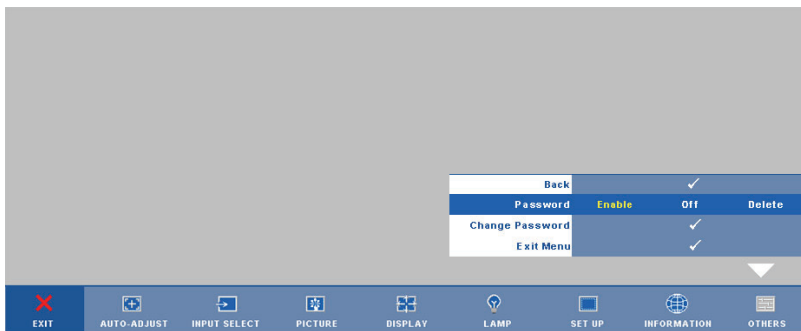 Back
Password Enable Off Delete
Change Password
Exit Menu
EXIT AUTO-ADJUST INPUT SELECT PICTURE DISPLAY LAMP SET UP INFORMATION OTHERS